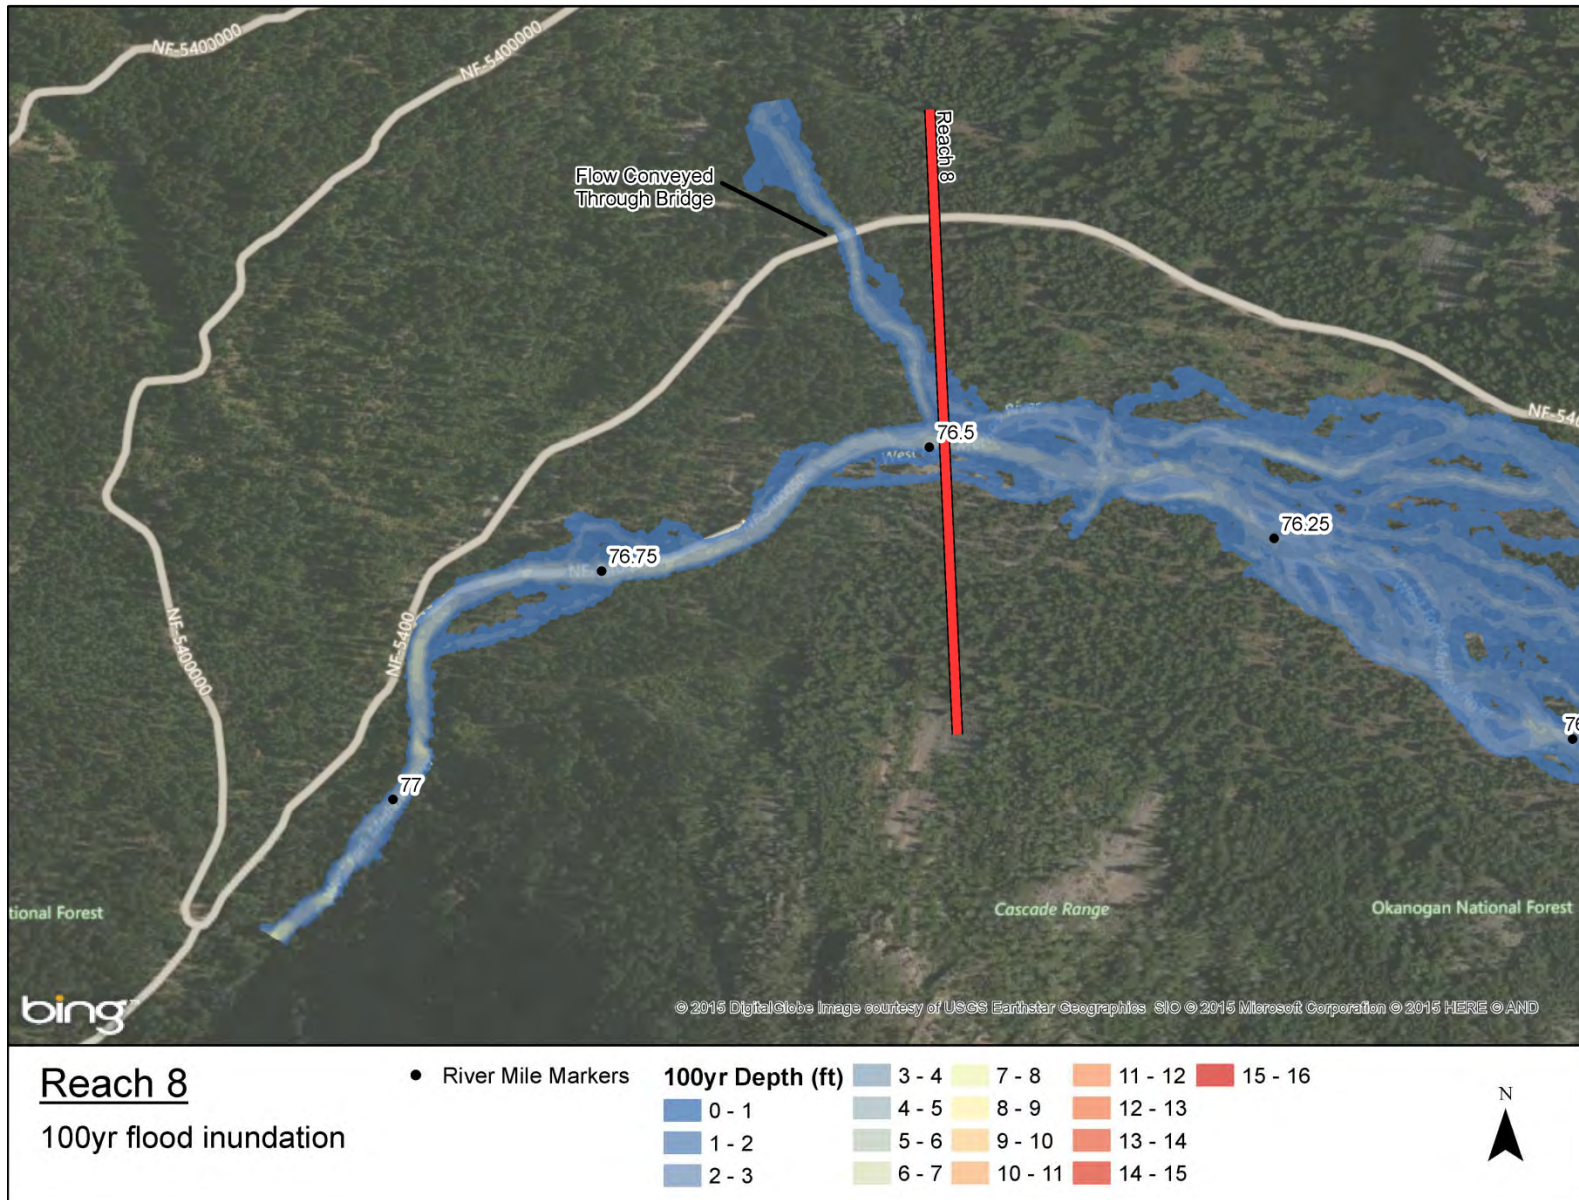 NF-5400000
NF-5400000
Reach 8
Flow Conveyed
Through Bridge
River
76.5
West
NF-540
76.25
76.75
NF-5400
NF-5400000
77
76
tional Forest
Cascade Range
Okanogan National Forest
bing
© 2015 DigitalGlobe Image courtesy of USGS Earthstar Geographics SIO © 2015 Microsoft Corporation © 2015 HERE © AND
Reach 8
100yr flood inundation
River Mile Markers
100yr Depth (ft)
0 - 1
1 - 2
2 - 3
3 - 4
4 - 5
5 - 6
6 - 7
7 - 8
8 - 9
9 - 10
10 - 11
11 - 12
12 - 13
13 - 14
14 - 15
15 - 16
N